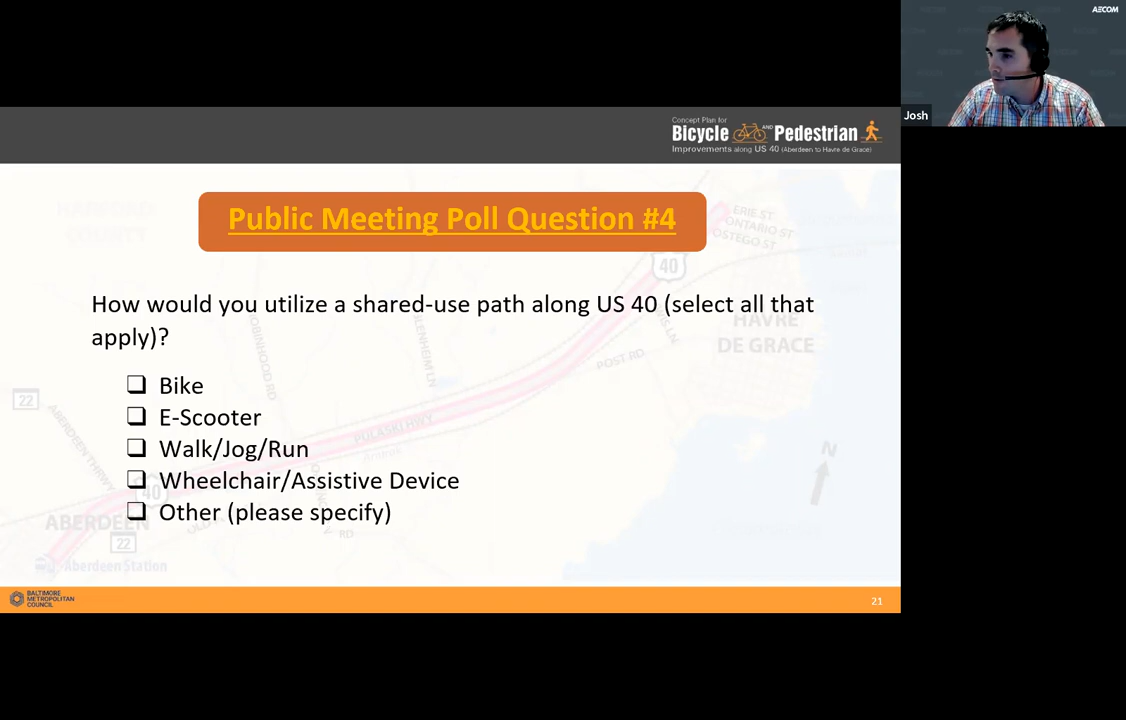 AECOM
Josh
Concept Plan for
Bicycle AND Pedestrian
Improvements along US 40 (Aberdeen to Havre de Grace)
Public Meeting Poll Question #4
How would you utilize a shared-use path along US 40 (select all that
apply)?
❑ Bike
❑ E-Scooter
❑ Walk/Jog/Run
❑ Wheelchair/Assistive Device
❑ Other (please specify)
HARFORD
COUNTY
ERIE ST
ONTARIO ST
OSTEGO ST
40
HAVRE
DE GRACE
POST RD
PULASKI HWY
22
N
40
ABERDEEN
22
RD
Aberdeen Station
BALTIMORE
METROPOLITAN
COUNCIL
21